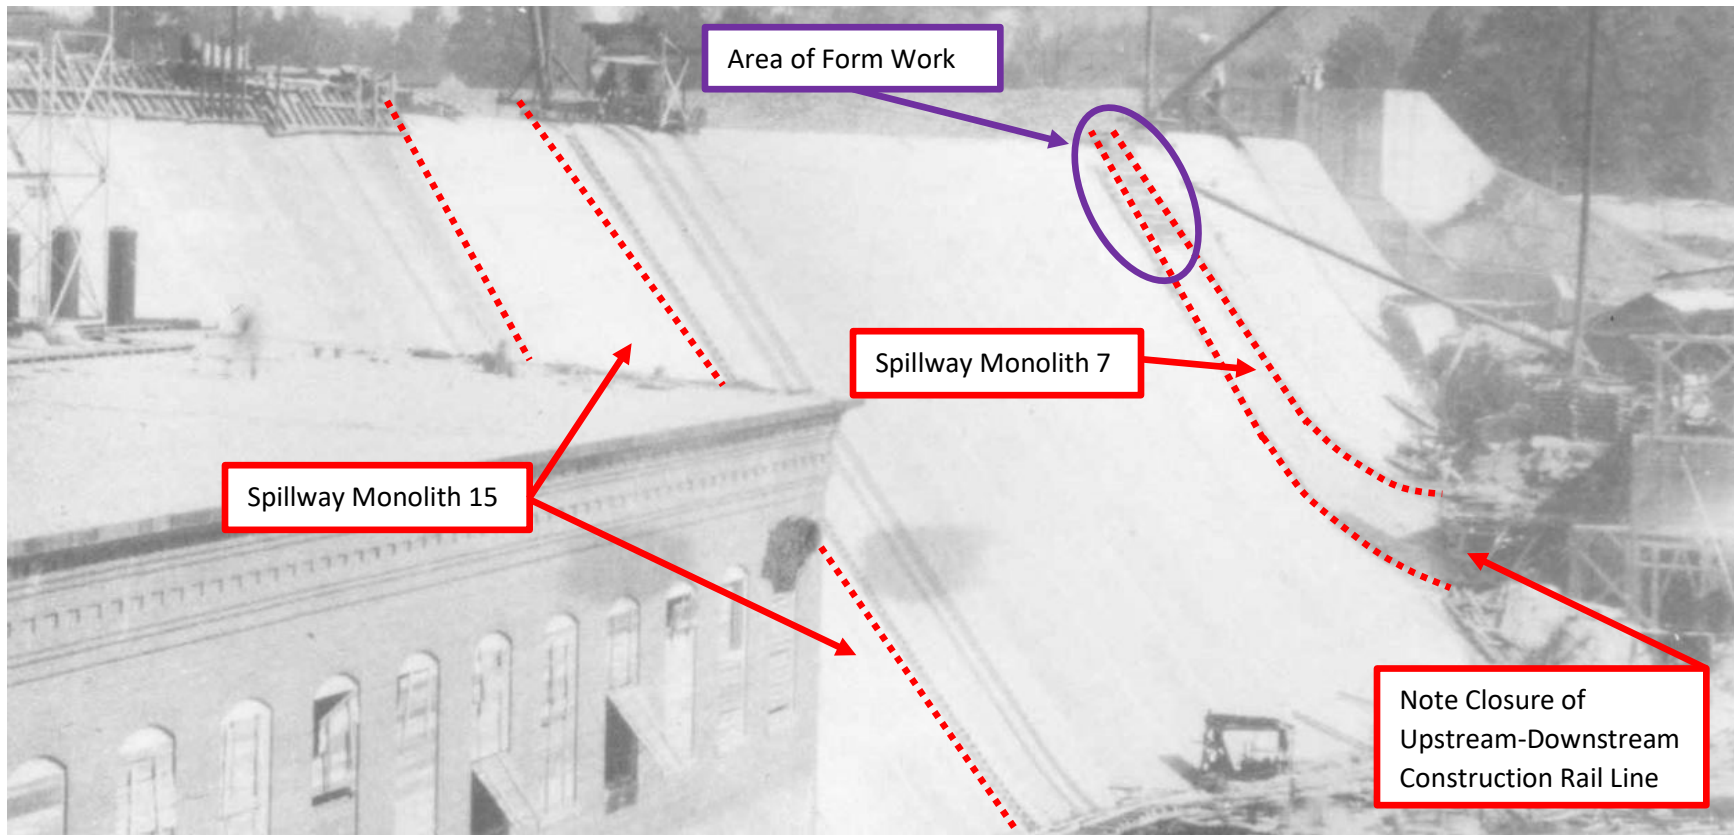 Area of Form Work
Spillway Monolith 7
Spillway Monolith 15
Note Closure of
Upstream-Downstream
Construction Rail Line